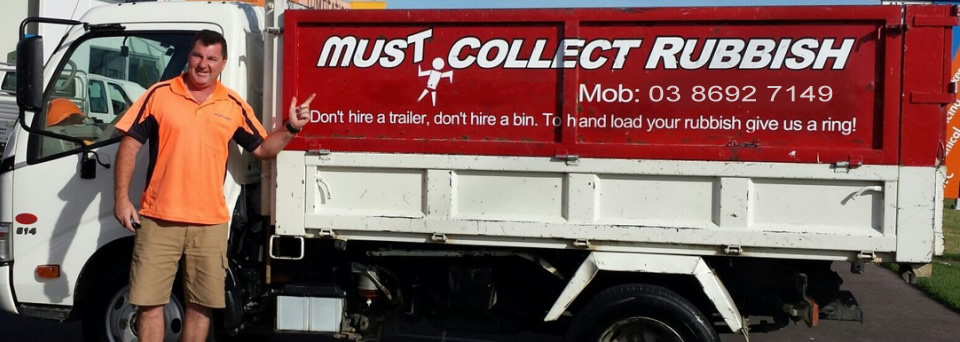 MUST COLLECT RUBBISH
Mob: 03 8692 7149
Don't hire a trailer, don't hire a bin. To hand load your rubbish give us a ring!
614